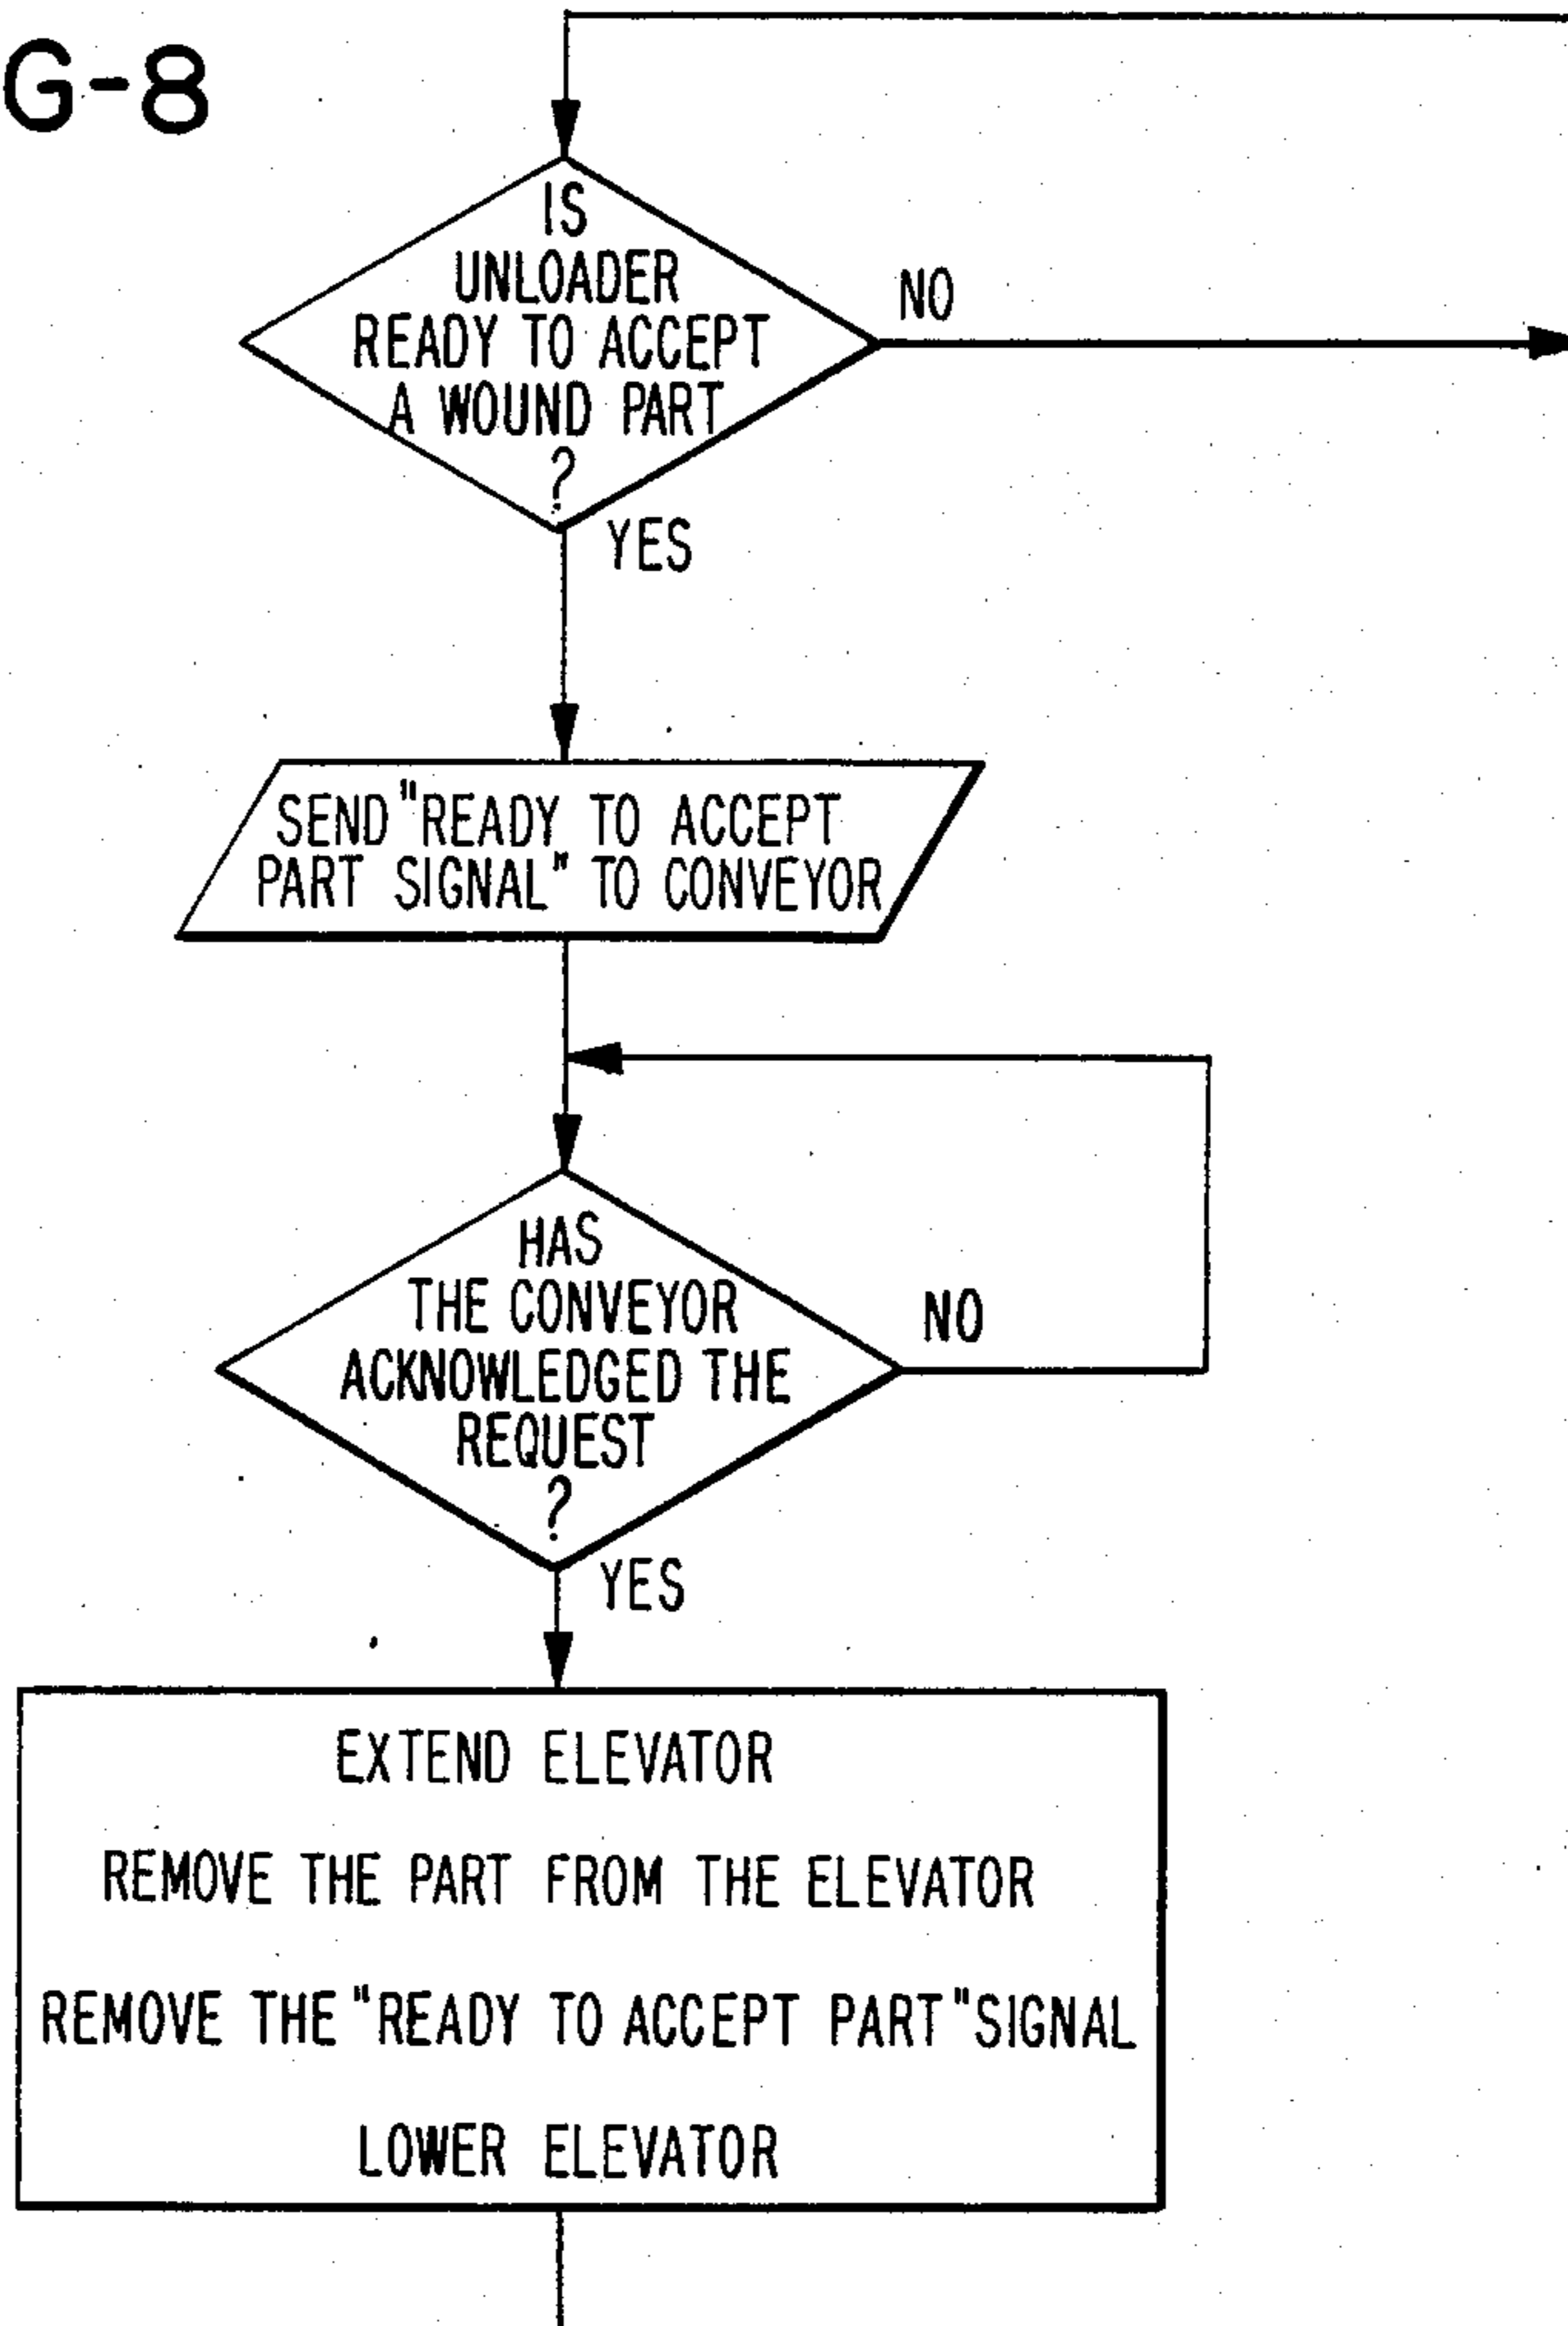 G-8
IS
UNLOADER
READY TO ACCEPT
A WOUND PART
?
NO
YES
SEND "READY TO ACCEPT
PART SIGNAL" TO CONVEYOR
HAS
THE CONVEYOR
ACKNOWLEDGED THE
REQUEST
?
NO
YES
EXTEND ELEVATOR
REMOVE THE PART FROM THE ELEVATOR
REMOVE THE "READY TO ACCEPT PART" SIGNAL
LOWER ELEVATOR